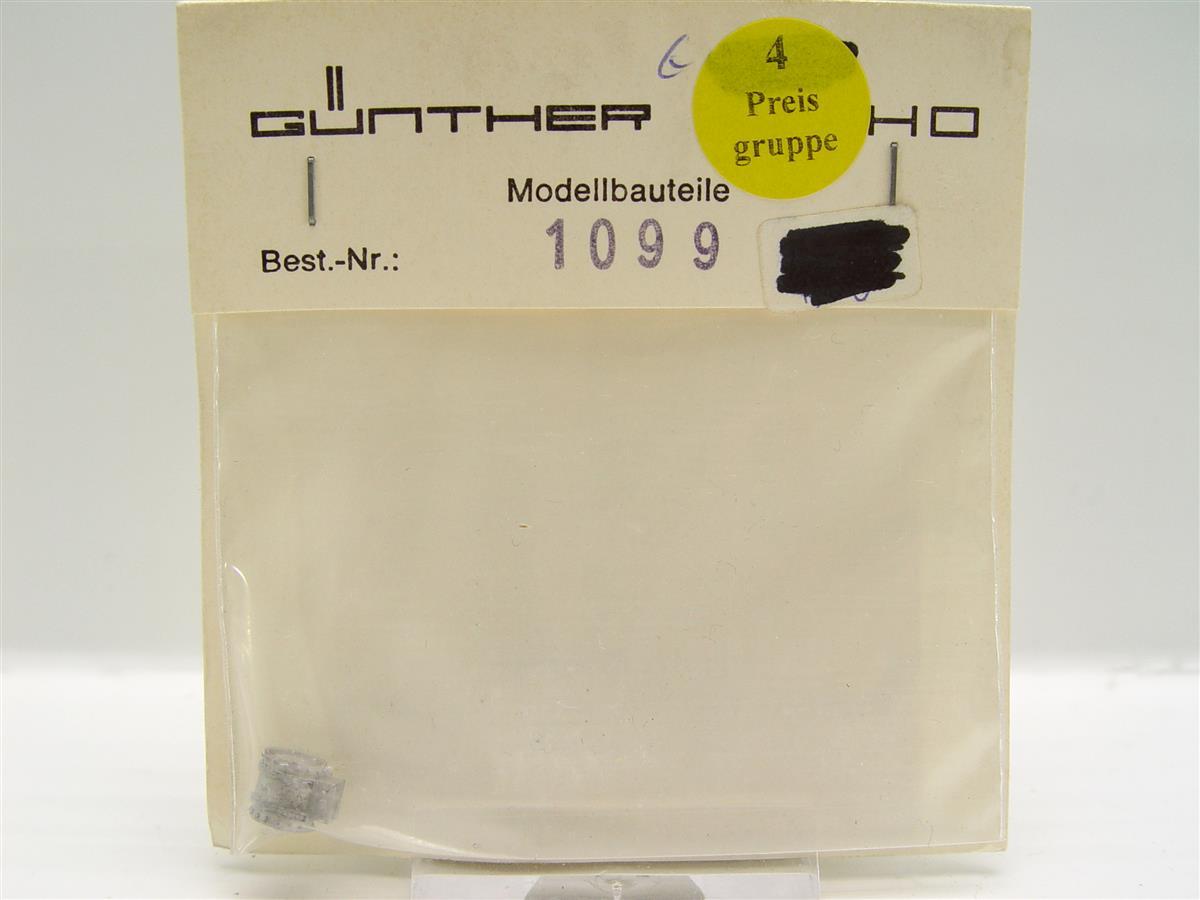 GÜNTHER HO
4
Preis
gruppe
Modellbauteile
Best.-Nr.: 1099